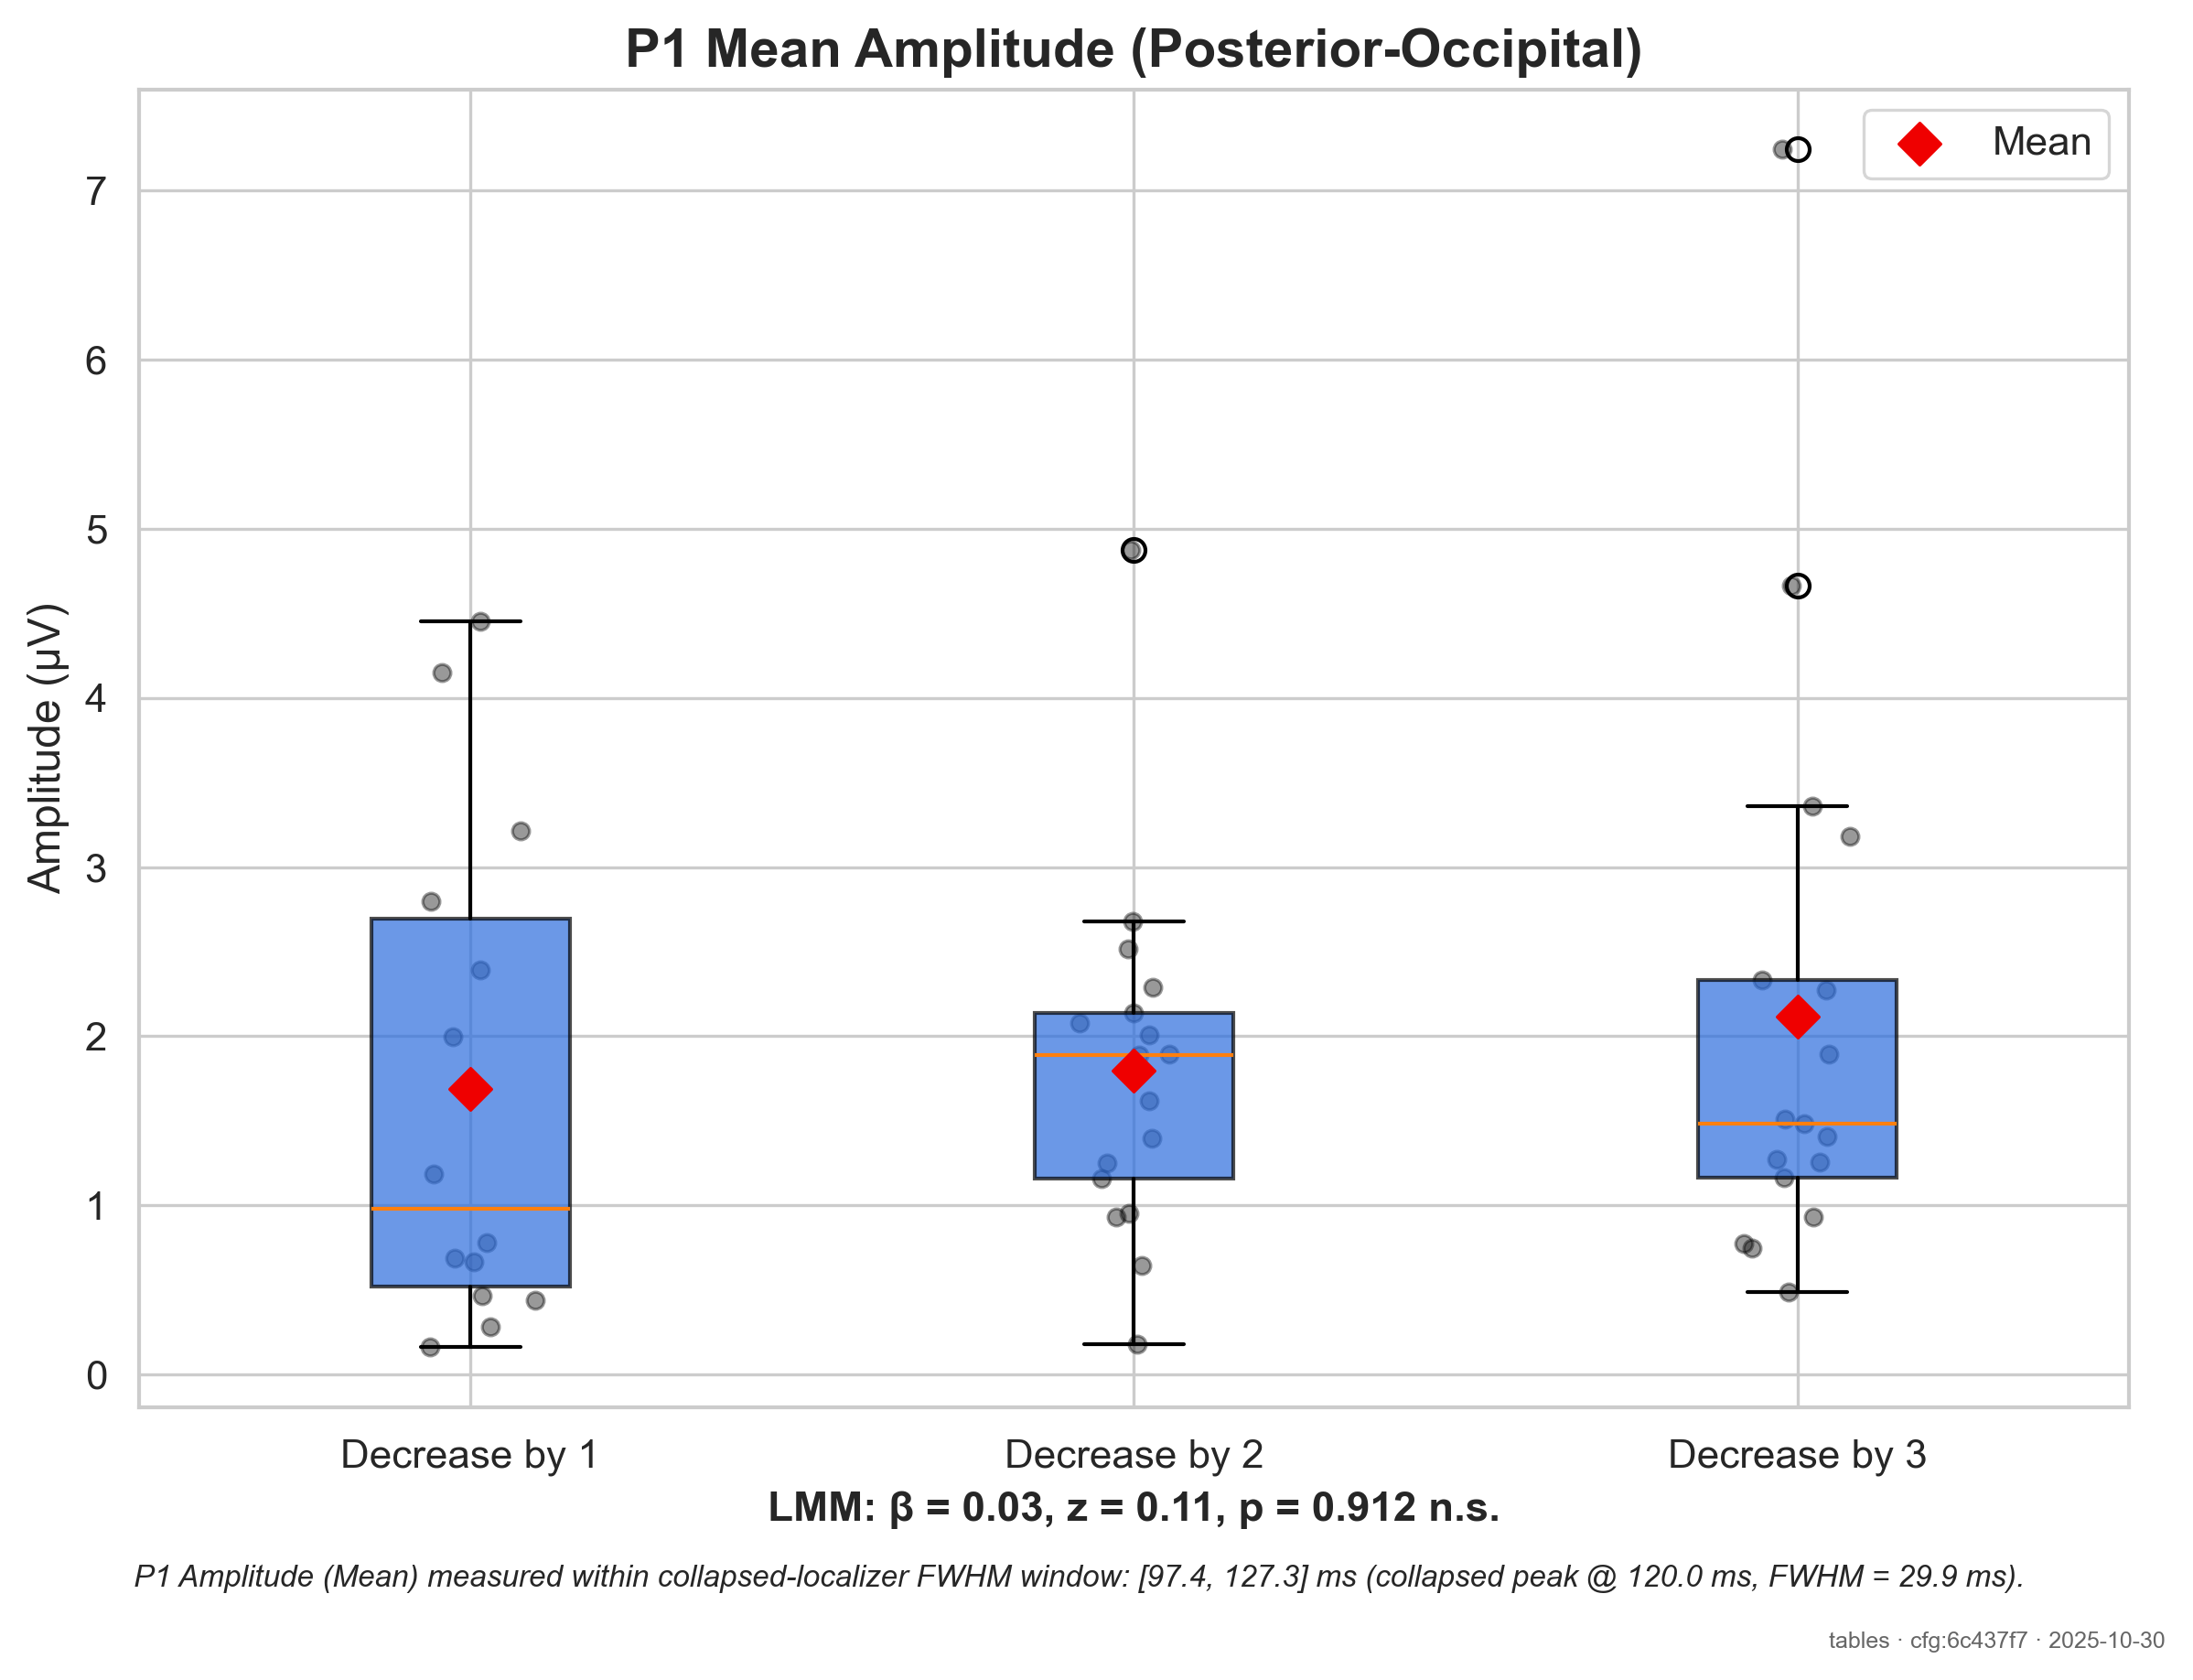 P1 Mean Amplitude (Posterior-Occipital)
Mean
Amplitude (µV)
7
6
5
4
3
2
1
0
Decrease by 1
Decrease by 2
Decrease by 3
LMM: β = 0.03, z = 0.11, p = 0.912 n.s.
P1 Amplitude (Mean) measured within collapsed-localizer FWHM window: [97.4, 127.3] ms (collapsed peak @ 120.0 ms, FWHM = 29.9 ms).
tables · cfg:6c437f7 · 2025-10-30